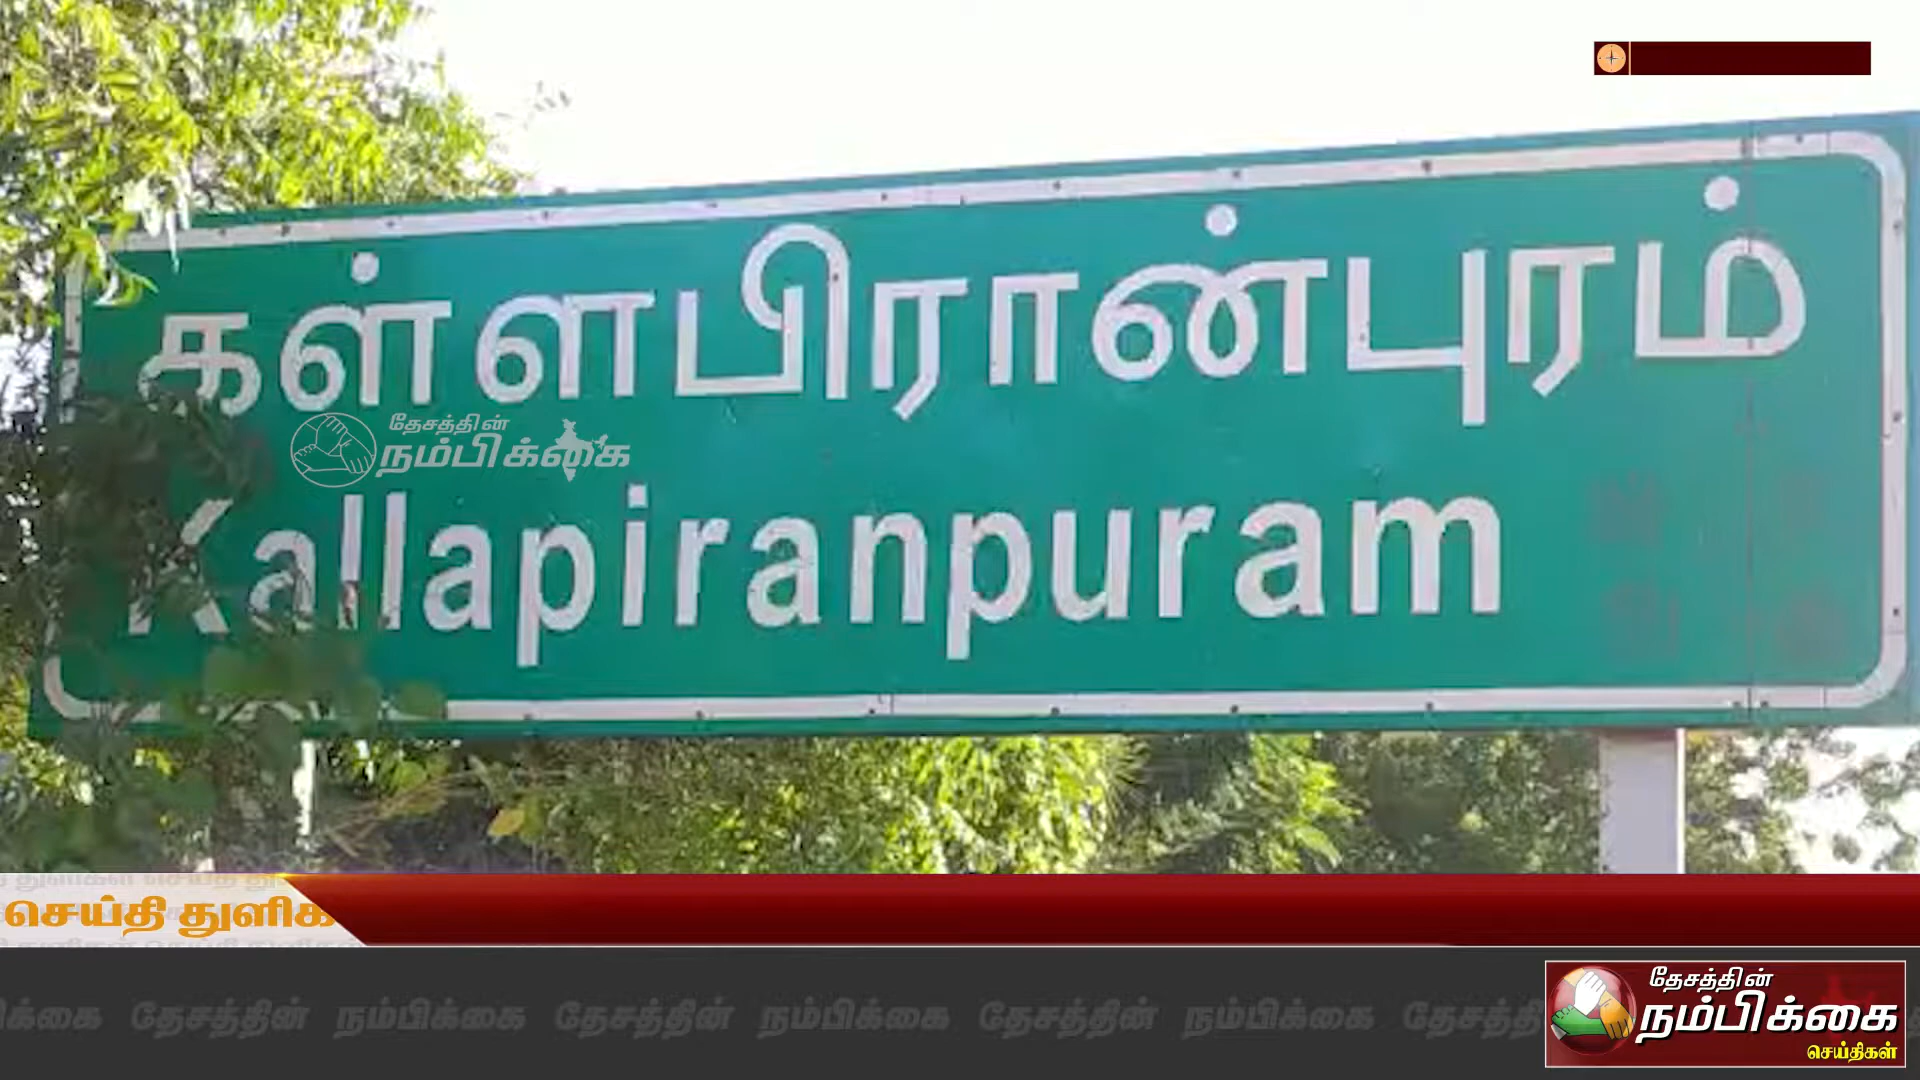 கள்ளபிரான்புரம்
தேசத்தின்
நம்பிக்கை
Kallapiranpuram
செய்தி துளிக
தேசத்தின் நம்பிக்கை தேசத்தின் நம்பிக்கை தேசத்தின் நம்பிக்கை
தேசத்தின்
நம்பிக்கை
செய்திகள்